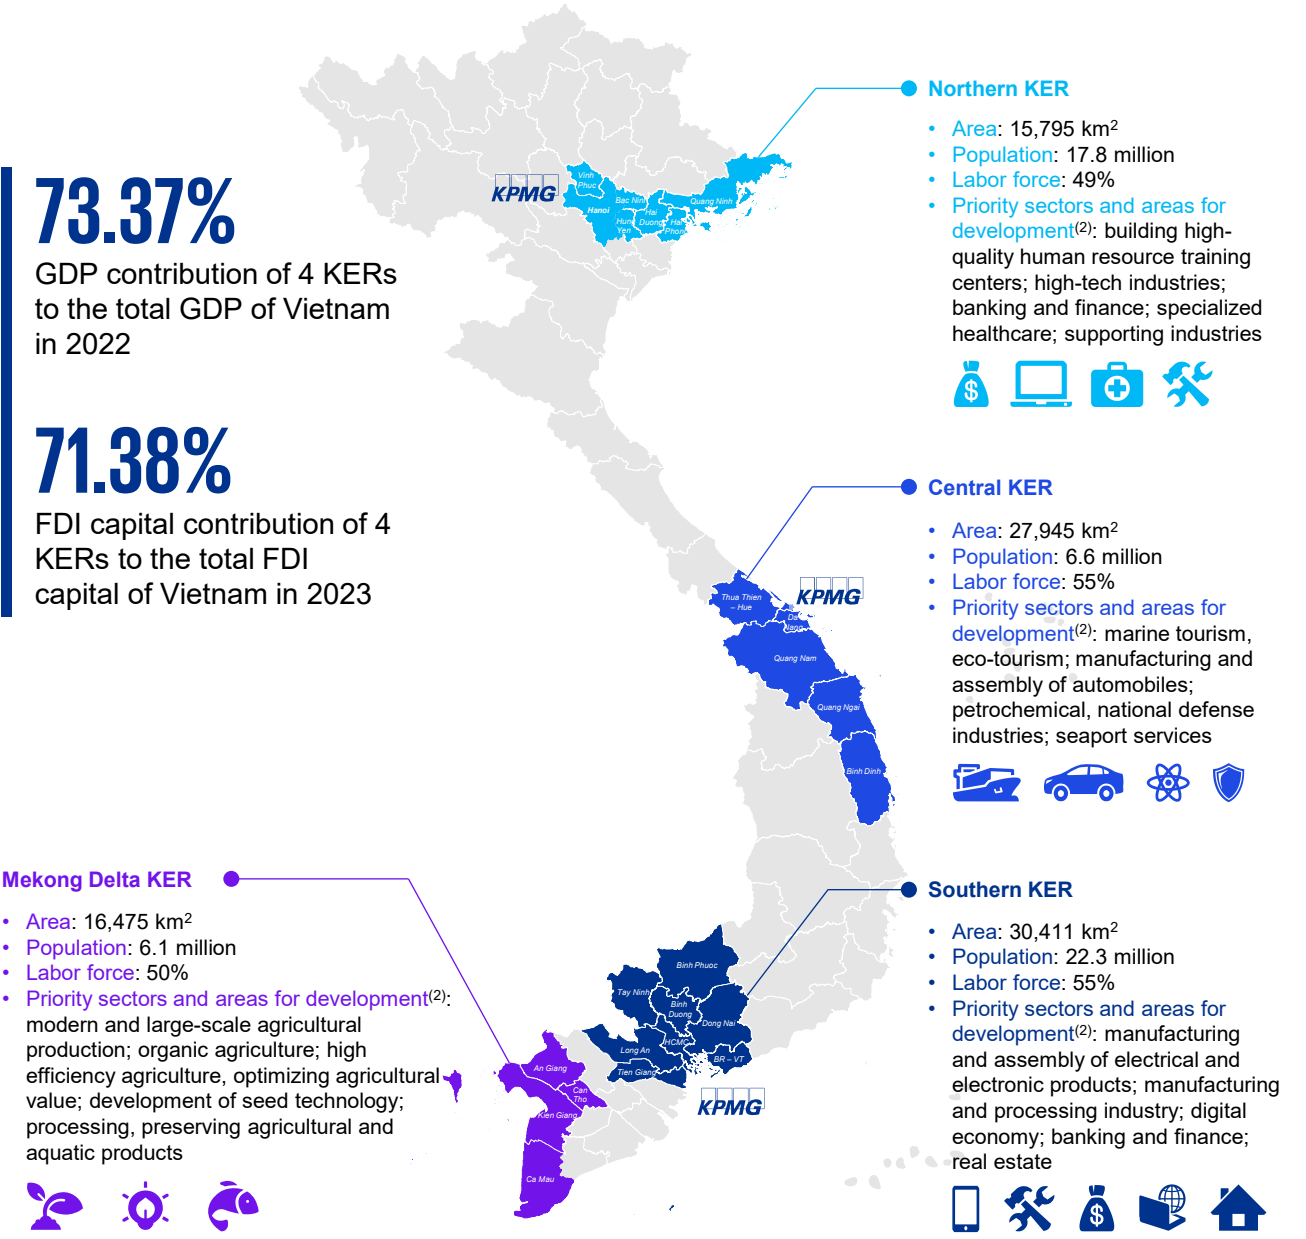 73.37%
GDP contribution of 4 KERs
to the total GDP of Vietnam
in 2022
71.38%
FDI capital contribution of 4
KERs to the total FDI
capital of Vietnam in 2023
Northern KER
• Area: 15,795 km2
• Population: 17.8 million
• Labor force: 49%
• Priority sectors and areas for
development(2): building high-
quality human resource training
centers; high-tech industries;
banking and finance; specialized
healthcare; supporting industries
KPMG
Vinh
Phuc
Bac Nin
Quang Ninh
Hanoi
Hai
Duong
Hung
Yen
Hai
Phong
Central KER
• Area: 27,945 km2
• Population: 6.6 million
• Labor force: 55%
• Priority sectors and areas for
development(2): marine tourism,
eco-tourism; manufacturing and
assembly of automobiles;
petrochemical, national defense
industries; seaport services
KPMG
Thua Thien
– Hue
Da
Nang
Quang Nam
Quang Ngai
Binh Dinh
Mekong Delta KER
• Area: 16,475 km2
• Population: 6.1 million
• Labor force: 50%
• Priority sectors and areas for development(2):
modern and large-scale agricultural
production; organic agriculture; high
efficiency agriculture, optimizing agricultural
value; development of seed technology;
processing, preserving agricultural and
aquatic products
An Giang
Can
Tho
Kien Giang
Ca Mau
Southern KER
• Area: 30,411 km2
• Population: 22.3 million
• Labor force: 55%
• Priority sectors and areas for
development(2): manufacturing
and assembly of electrical and
electronic products; manufacturing
and processing industry; digital
economy; banking and finance;
real estate
Binh Phuoc
Tay Ninh
Binh
Duong
Dong Nai
HCMC
Long An
BR – VT
Tien Giang
KPMG
$
$